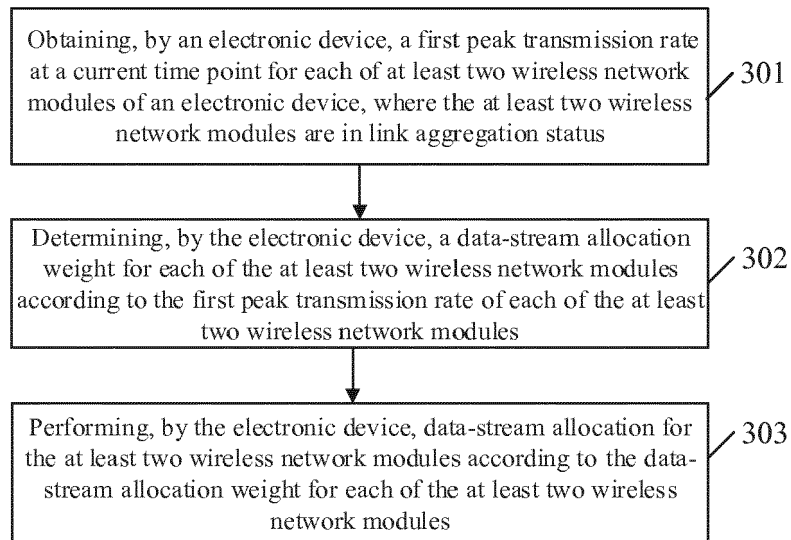 Obtaining, by an electronic device, a first peak transmission rate
at a current time point for each of at least two wireless network
modules of an electronic device, where the at least two wireless
network modules are in link aggregation status
301
Determining, by the electronic device, a data-stream allocation
weight for each of the at least two wireless network modules
according to the first peak transmission rate of each of the at least
two wireless network modules
302
Performing, by the electronic device, data-stream allocation for
the at least two wireless network modules according to the data-
stream allocation weight for each of the at least two wireless
network modules
303